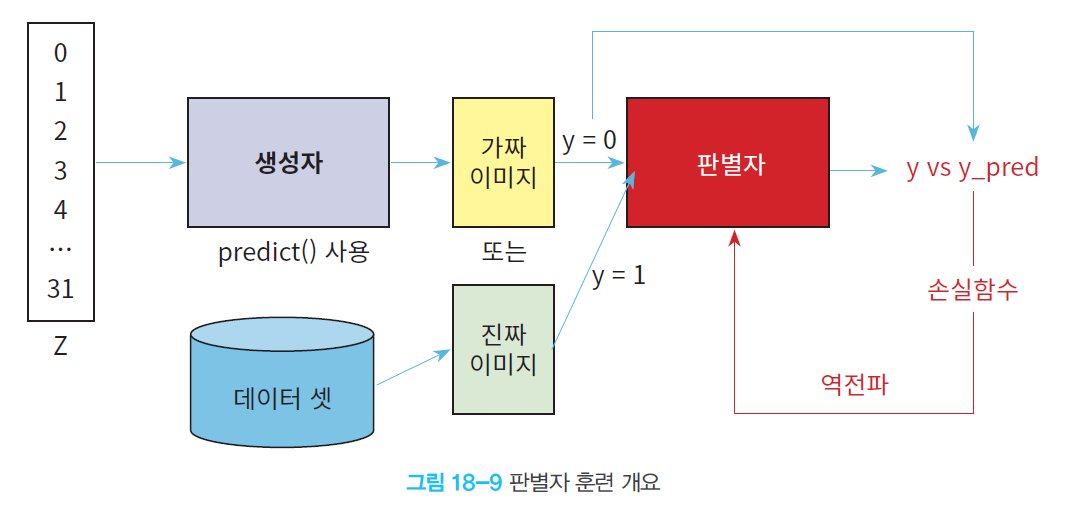 0
1
2
3
4
...
31
Z
생성자
predict() 사용
데이터 셋
가짜
이미지
또는
진짜
이미지
y = 0
y = 1
판별자
y vs y_pred
손실함수
역전파
그림 18-9 판별자 훈련 개요